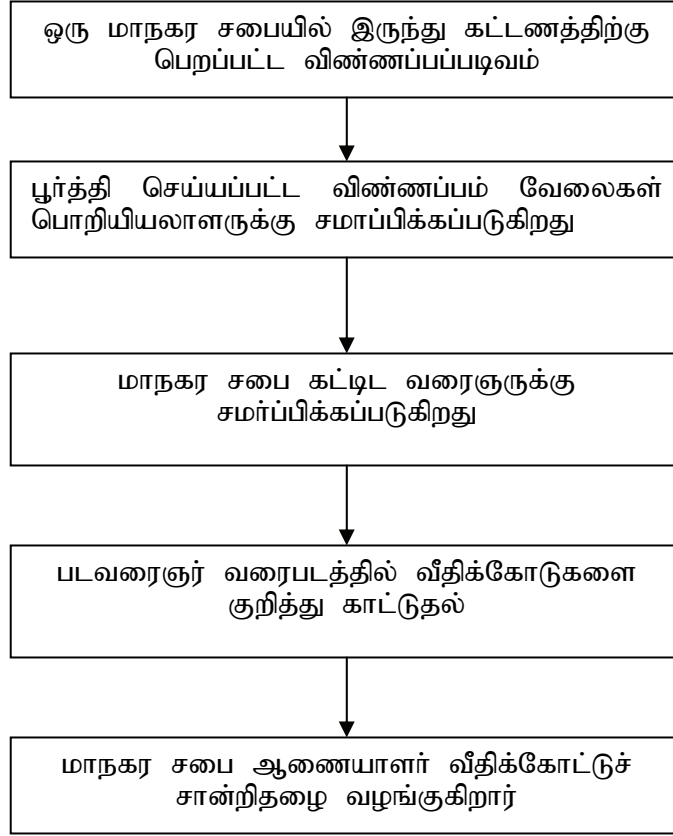 ஒரு மாநகர சபையில் இருந்து கட்டணத்திற்கு
பெறப்பட்ட விண்ணப்பப்படிவம்
பூர்த்தி செய்யப்பட்ட விண்ணப்பம் வேலைகள்
பொறியியலாளருக்கு சமாப்பிக்கப்படுகிறது
மாநகர சபை கட்டிட வரைஞருக்கு
சமர்ப்பிக்கப்படுகிறது
படவரைஞர் வரைபடத்தில் வீதிக்கோடுகளை
குறித்து காட்டுதல்
மாநகர சபை ஆணையாளர் வீதிக்கோட்டுச்
சான்றிதழை வழங்குகிறார்